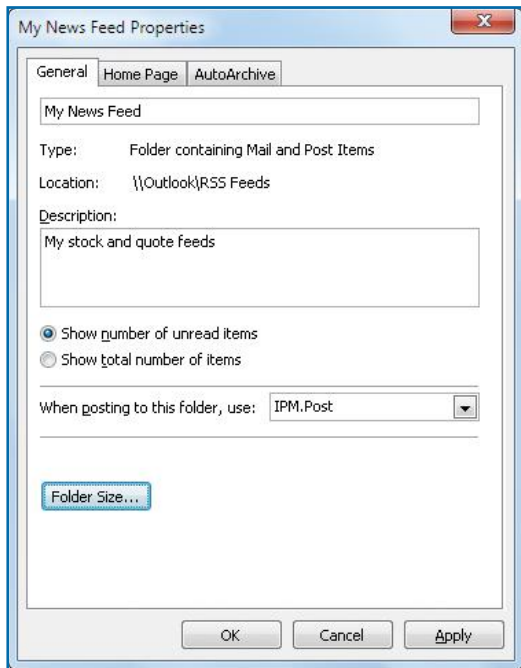 My News Feed Properties
General Home Page AutoArchive
My News Feed
Type: Folder containing Mail and Post Items
Location: \\Outlook\RSS Feeds
Description:
My stock and quote feeds
Show number of unread items
Show total number of items
When posting to this folder, use: IPM.Post
Folder Size...
OK Cancel Apply